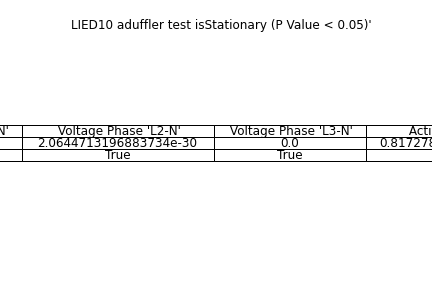 LIED10 aduffler test isStationary (P Value < 0.05)'
N' Voltage Phase 'L2-N' Voltage Phase 'L3-N' Acti
2.0644713196883734e-30 0.0 0.817278
True True